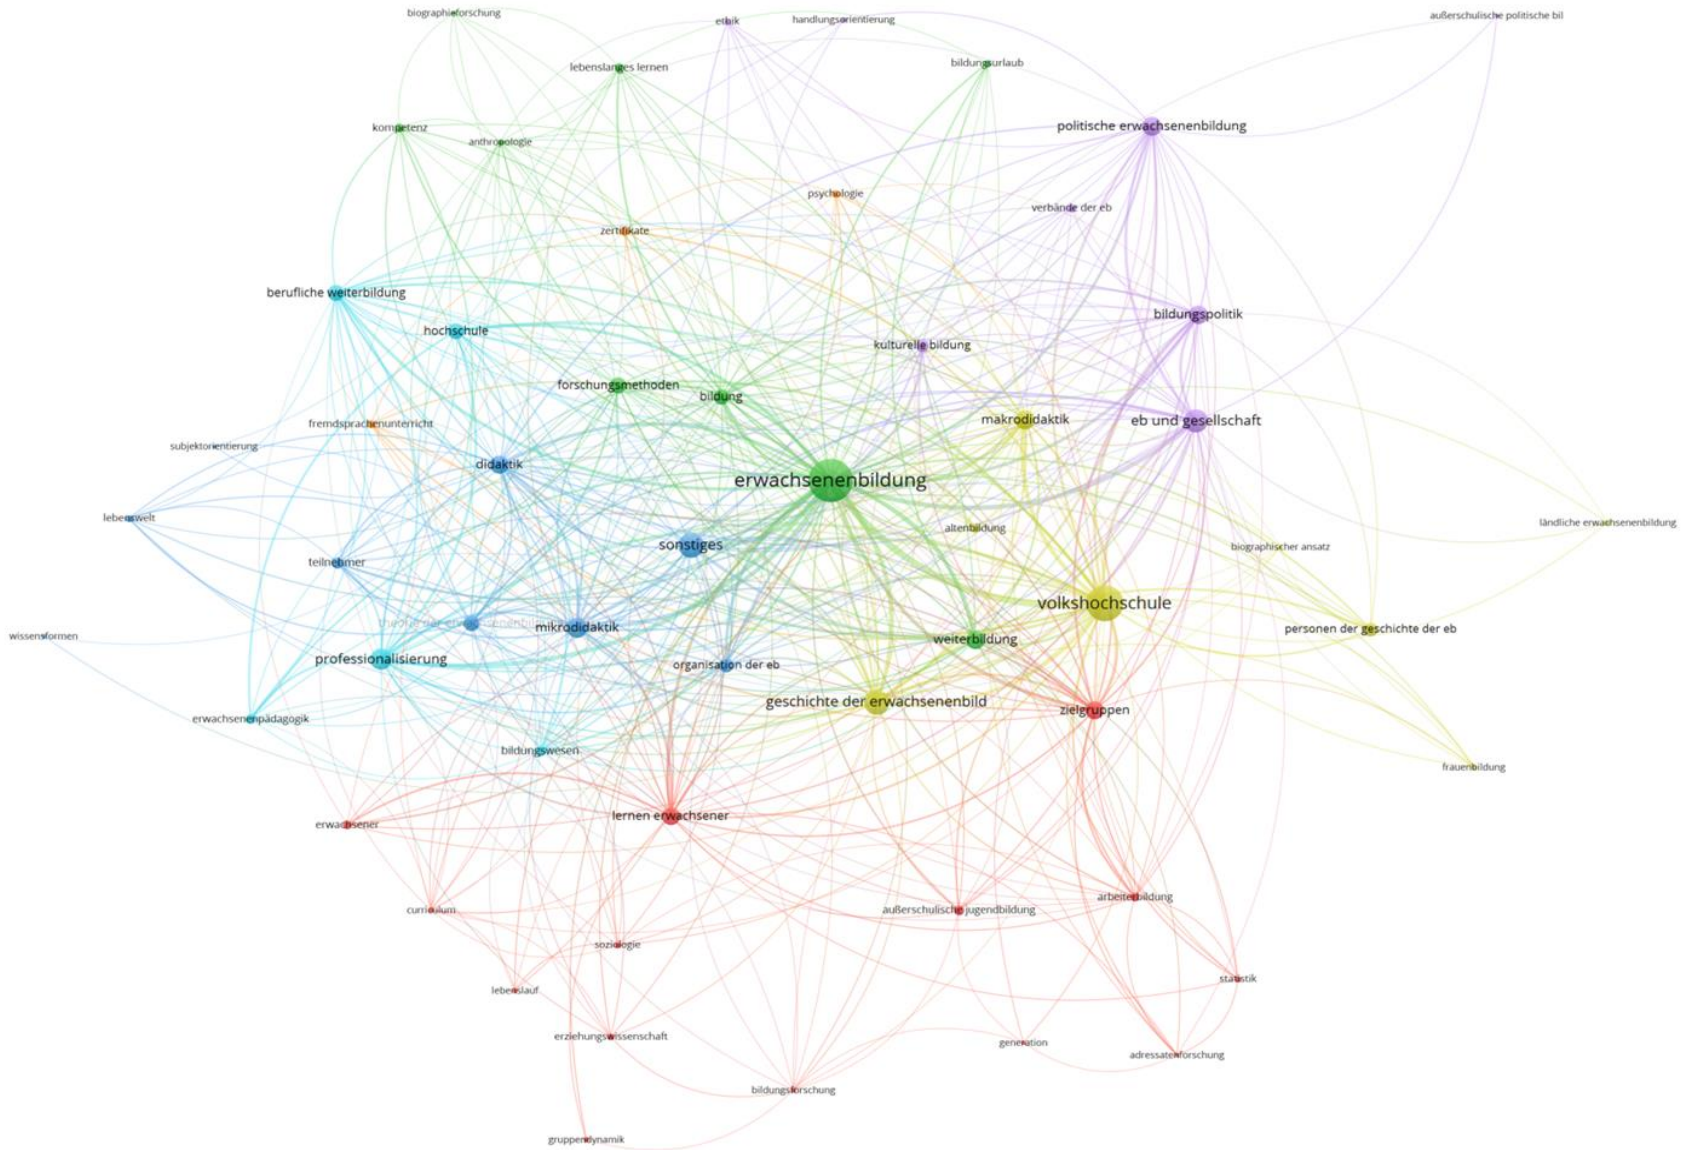 biographieforschung
ethik
handlungsorientierung
außerschulische politische bil
lebenslanges lernen
bildungsurlaub
kompetenz
anthropologie
politische erwachsenenbildung
psychologie
verbände der eb
zertifikate
berufliche weiterbildung
hochschule
bildungspolitik
kulturelle bildung
forschungsmethoden
bildung
makrodidaktik
eb und gesellschaft
fremdsprachenunterricht
subjektorientierung
didaktik
erwachsenenbildung
lebenswelt
altenbildung
ländliche erwachsenenbildung
sonstiges
biographischer ansatz
teilnehmer
volkshochschule
theorie der erwachsenenbil
mikrodidaktik
wissensformen
weiterbildung
personen der geschichte der eb
professionalisierung
organisation der eb
geschichte der erwachsenenbild
zielgruppen
erwachsenenpädagogik
bildungswesen
frauenbildung
lernen erwachsener
erwachsener
curriculum
außerschulische jugendbildung
arbeiterbildung
soziologie
statistik
lebenslauf
erziehungswissenschaft
generation
adressatenforschung
bildungsforschung
gruppendynamik